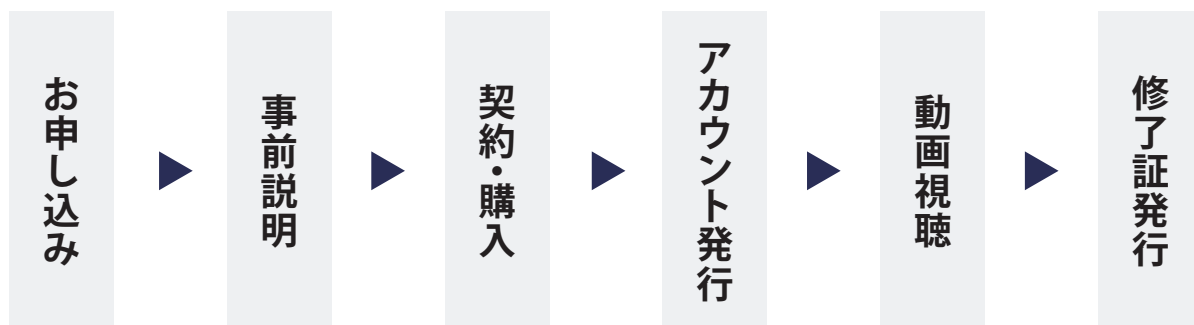 お申し込み
事前説明
契約・購入
アカウント発行
動画視聴
修了証発行